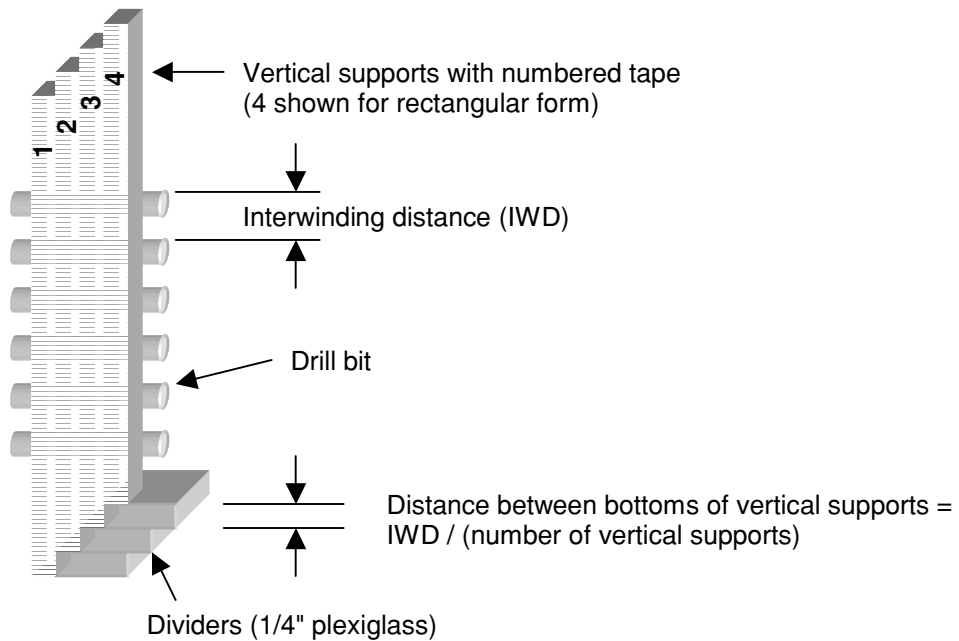 Vertical supports with numbered tape
(4 shown for rectangular form)
1
2
3
4
Interwinding distance (IWD)
Drill bit
Distance between bottoms of vertical supports =
IWD / (number of vertical supports)
Dividers (1/4" plexiglass)